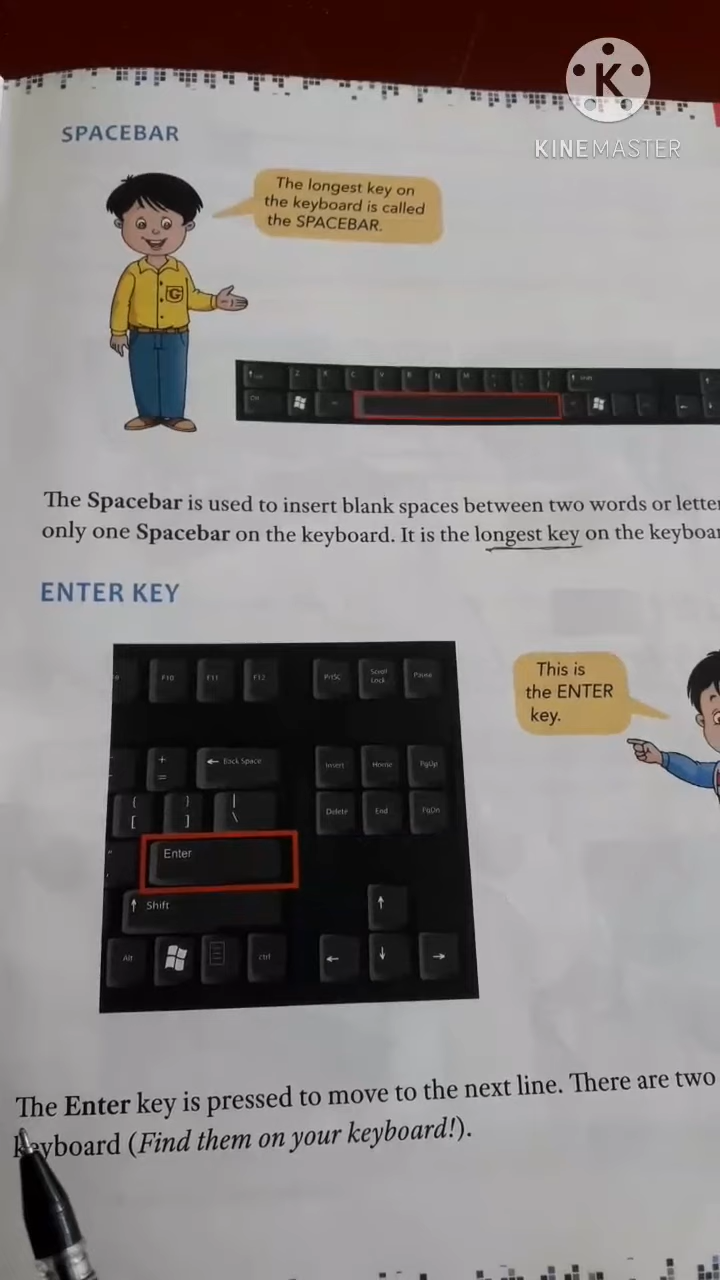 K
KINEMASTER
SPACEBAR
The longest key on
the keyboard is called
the SPACEBAR.
G
Z X C V B N M
Ctrl
The Spacebar is used to insert blank spaces between two words or
only one Spacebar on the keyboard. It is the longest key on the
ENTER KEY
This is
the ENTER
key.
F10 F11 F12 PrtSC Scroll Lock Pause
+ =
← Back Space
Insert Home PgUp
{ [
} ]
| \
Delete End PgDn
Enter
↑ Shift
↑
Alt
ctrl
← ↓ →
The Enter key is pressed to move to the next line. There are two
keyboard (Find them on your keyboard!).